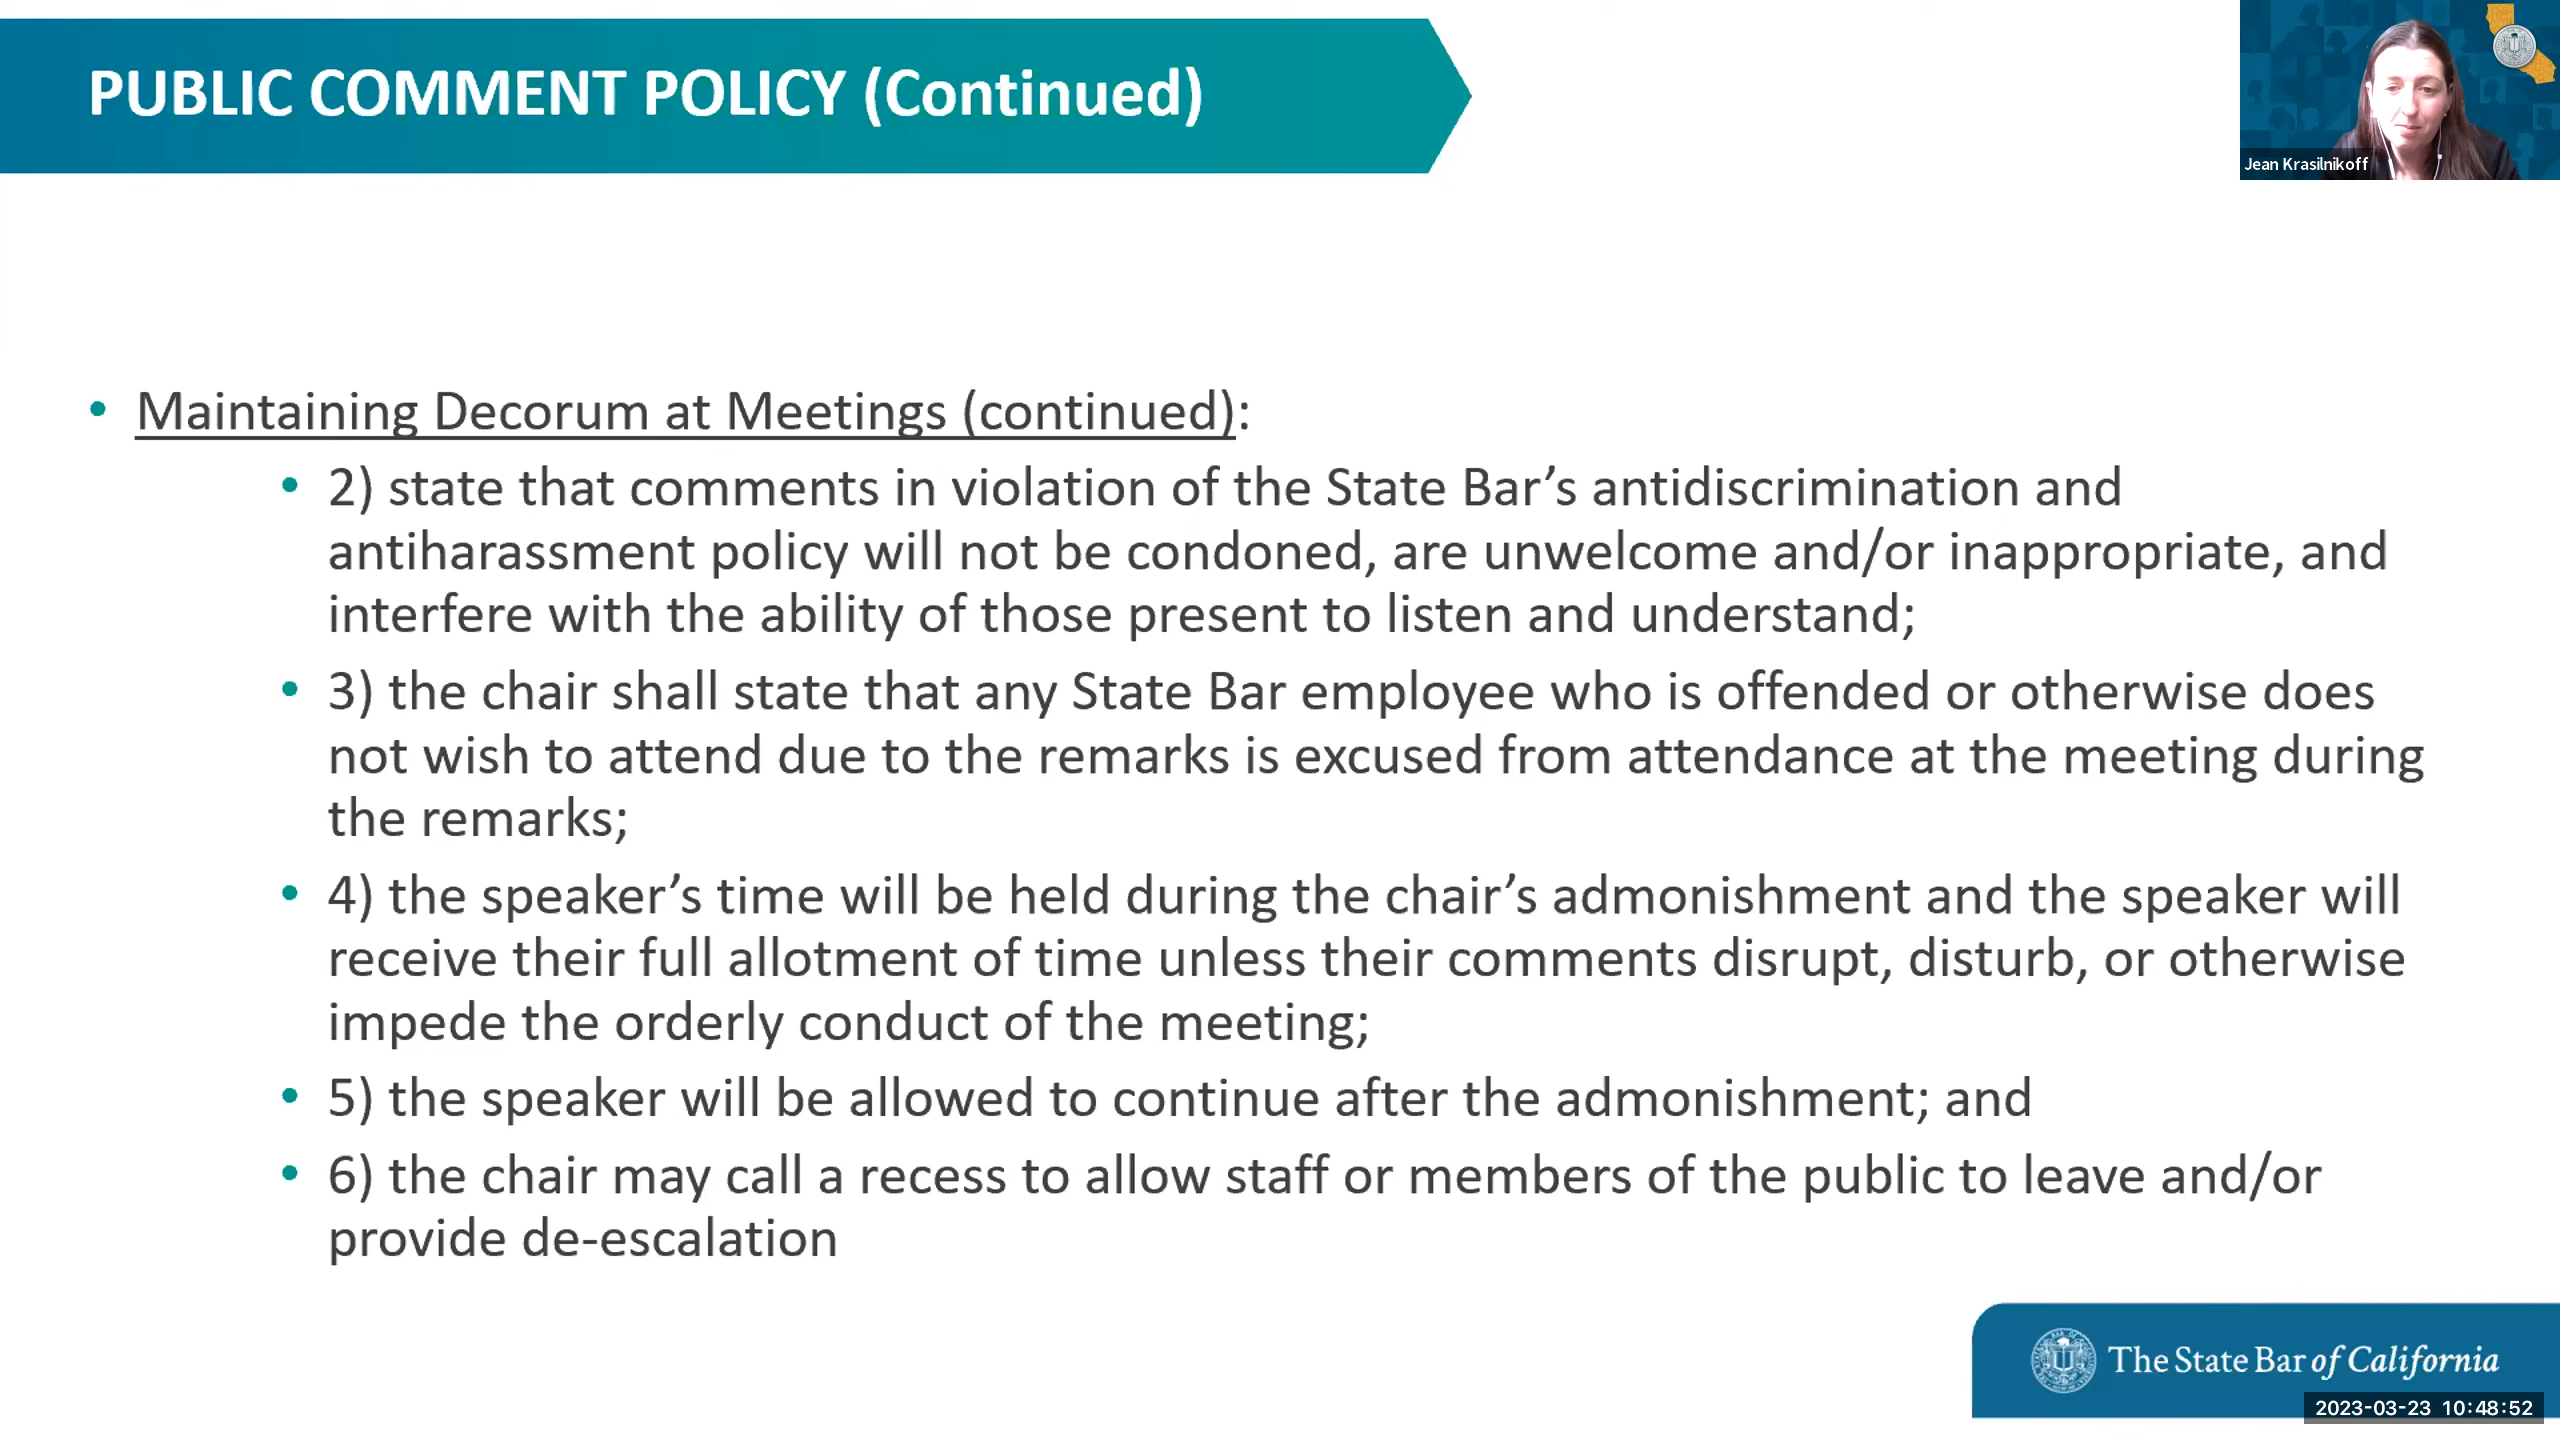 PUBLIC COMMENT POLICY (Continued)
Jean Krasilnikoff
• Maintaining Decorum at Meetings (continued):
• 2) state that comments in violation of the State Bar’s antidiscrimination and
antiharassment policy will not be condoned, are unwelcome and/or inappropriate, and
interfere with the ability of those present to listen and understand;
• 3) the chair shall state that any State Bar employee who is offended or otherwise does
not wish to attend due to the remarks is excused from attendance at the meeting during
the remarks;
• 4) the speaker’s time will be held during the chair’s admonishment and the speaker will
receive their full allotment of time unless their comments disrupt, disturb, or otherwise
impede the orderly conduct of the meeting;
• 5) the speaker will be allowed to continue after the admonishment; and
• 6) the chair may call a recess to allow staff or members of the public to leave and/or
provide de-escalation
The State Bar of California
2023-03-23 10:48:52